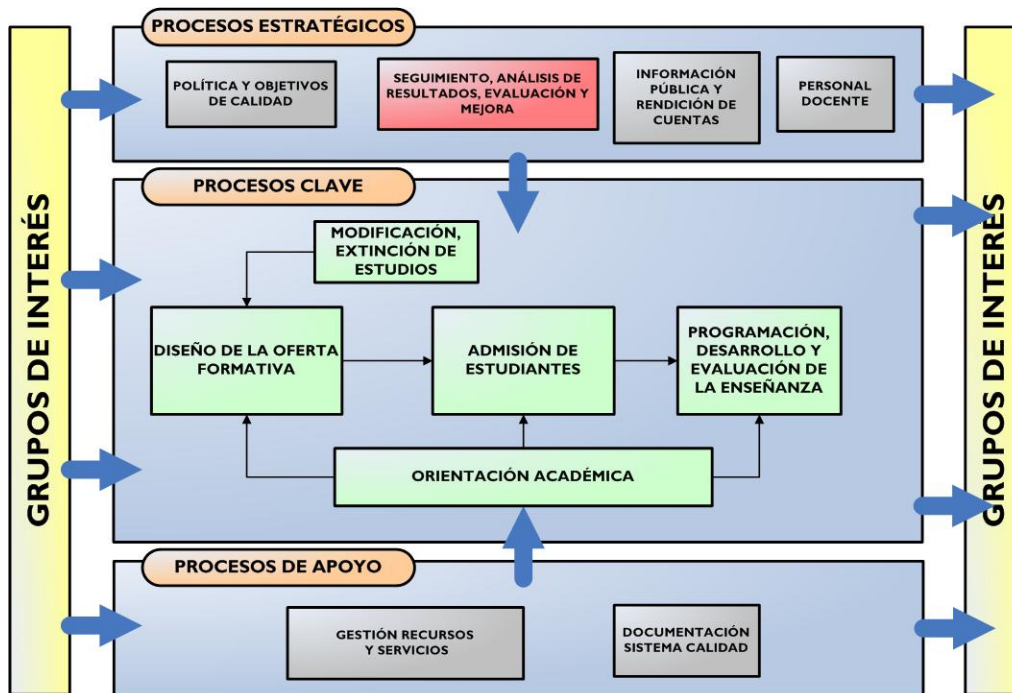 GRUPOS DE INTERÉS
PROCESOS ESTRATÉGICOS
POLÍTICA Y OBJETIVOS
DE CALIDAD
SEGUIMIENTO, ANÁLISIS DE
RESULTADOS, EVALUACIÓN Y
MEJORA
INFORMACIÓN
PÚBLICA Y
RENDICIÓN DE
CUENTAS
PERSONAL
DOCENTE
PROCESOS CLAVE
MODIFICACIÓN,
EXTINCIÓN DE
ESTUDIOS
DISEÑO DE LA OFERTA
FORMATIVA
ADMISIÓN DE
ESTUDIANTES
PROGRAMACIÓN,
DESARROLLO Y
EVALUACIÓN DE
LA ENSEÑANZA
ORIENTACIÓN ACADÉMICA
PROCESOS DE APOYO
GESTIÓN RECURSOS
Y SERVICIOS
DOCUMENTACIÓN
SISTEMA CALIDAD
GRUPOS DE INTERÉS